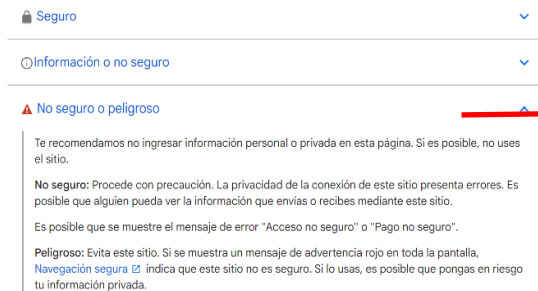 Seguro
Información o no seguro
No seguro o peligroso
Te recomendamos no ingresar información personal o privada en esta página. Si es posible, no uses
el sitio.
No seguro: Procede con precaución. La privacidad de la conexión de este sitio presenta errores. Es
posible que alguien pueda ver la información que envías o recibes mediante este sitio.
Es posible que se muestre el mensaje de error "Acceso no seguro" o "Pago no seguro".
Peligroso: Evita este sitio. Si se muestra un mensaje de advertencia rojo en toda la pantalla,
Navegación segura indica que este sitio no es seguro. Si lo usas, es posible que pongas en riesgo
tu información privada.